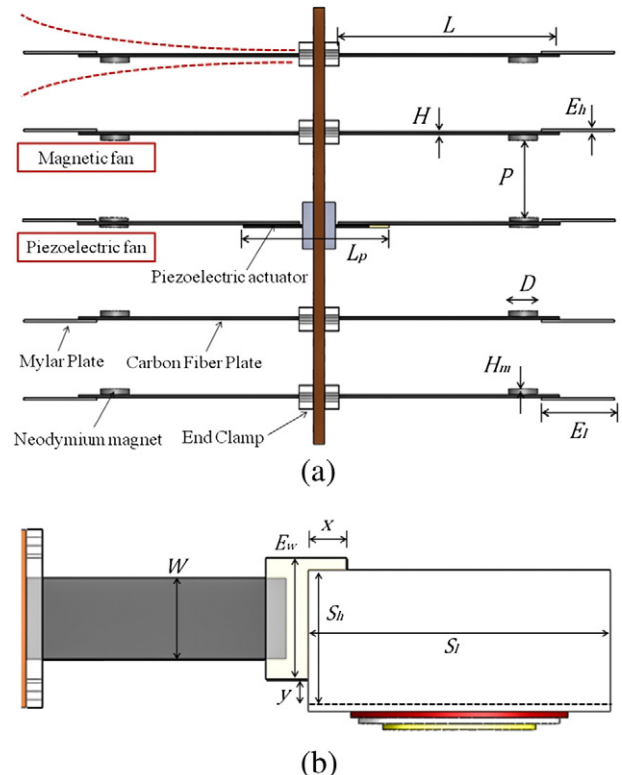 L
H
Eh
Magnetic fan
P
Piezoelectric fan
Piezoelectric actuator
Lp
D
Mylar Plate
Carbon Fiber Plate
Hm
Neodymium magnet
End Clamp
El
(a)
x
Ew
W
Sh
Sl
y
(b)